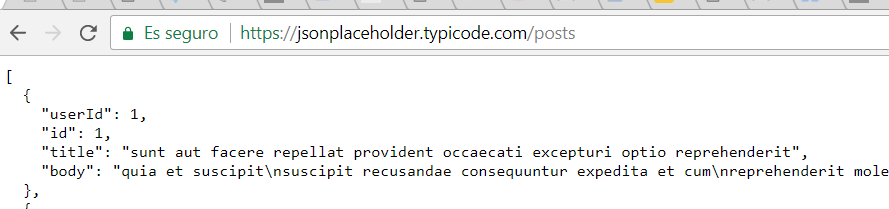 Es seguro https://jsonplaceholder.typicode.com/posts
[
{
"userId": 1,
"id": 1,
"title": "sunt aut facere repellat provident occaecati excepturi optio reprehenderit",
"body": "quia et suscipit\nsuscipit recusandae consequuntur expedita et cum\nreprehenderit mole
},
{